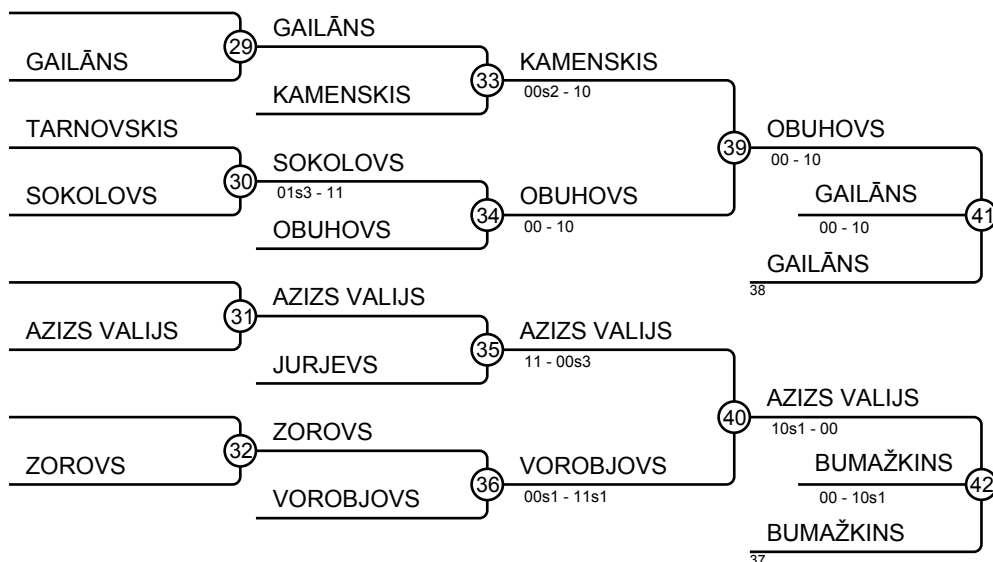 GAILĀNS
29
GAILĀNS
KAMENSKIS
33
KAMENSKIS
00s2 - 10
TARNOVSKIS
SOKOLOVS
30
SOKOLOVS
01s3 - 11
OBUHOVS
34
OBUHOVS
00 - 10
39
OBUHOVS
00 - 10
GAILĀNS
00 - 10
41
GAILĀNS
38
AZIZS VALIJS
31
AZIZS VALIJS
JURJEVS
35
AZIZS VALIJS
11 - 00s3
ZOROVS
32
ZOROVS
VOROBJOVS
36
VOROBJOVS
00s1 - 11s1
40
AZIZS VALIJS
10s1 - 00
BUMAŽKINS
00 - 10s1
42
BUMAŽKINS
37